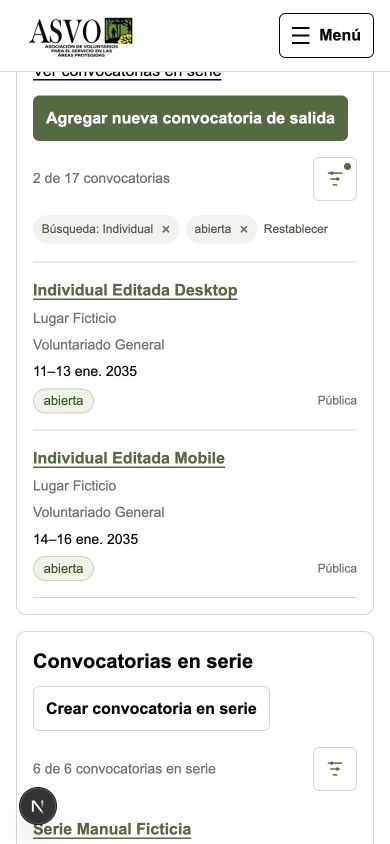 ASVO
ASOCIACIÓN DE VOLUNTARIOS
PARA EL SERVICIO EN LAS
ÁREAS PROTEGIDAS
Menú
Ver convocatorias en serie
Agregar nueva convocatoria de salida
2 de 17 convocatorias
Búsqueda: Individual ×
abierta ×
Restablecer
Individual Editada Desktop
Lugar Ficticio
Voluntariado General
11–13 ene. 2035
abierta
Pública
Individual Editada Mobile
Lugar Ficticio
Voluntariado General
14–16 ene. 2035
abierta
Pública
Convocatorias en serie
Crear convocatoria en serie
6 de 6 convocatorias en serie
N
Serie Manual Ficticia